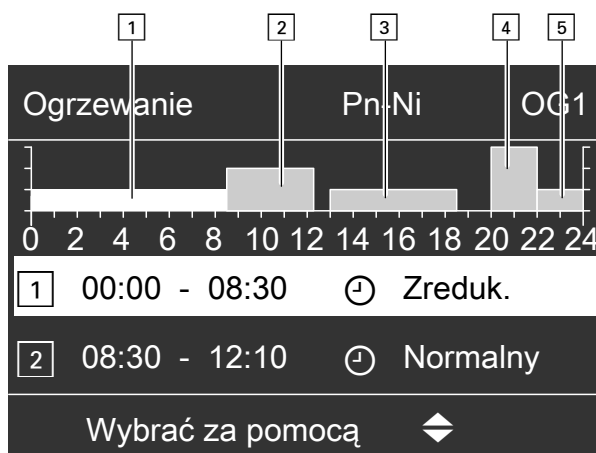 1 2 3 4 5
Ogrzewanie Pn-Ni OG1
0 2 4 6 8 10 12 14 16 18 20 22 24
1 00:00 - 08:30 Zreduk.
2 08:30 - 12:10 Normalny
Wybrać za pomocą